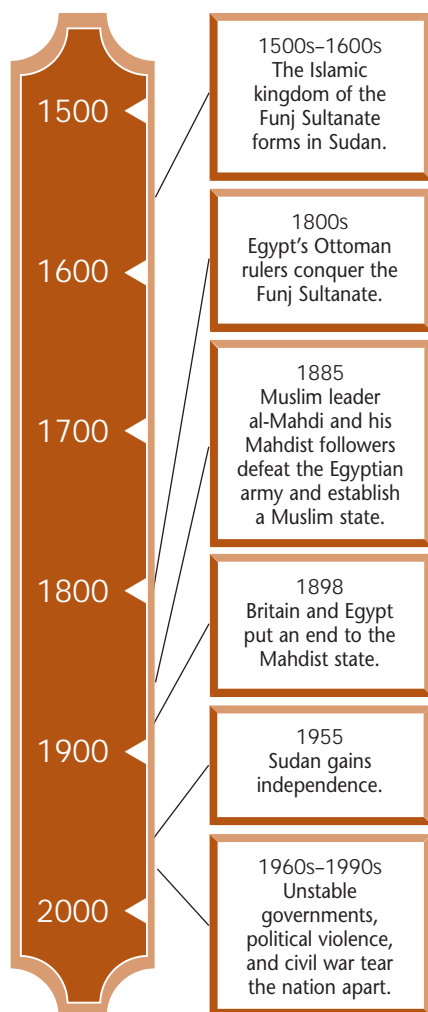 1500
1600
1700
1800
1900
2000
1500s–1600s
The Islamic
kingdom of the
Funj Sultanate
forms in Sudan.
1800s
Egypt's Ottoman
rulers conquer the
Funj Sultanate.
1885
Muslim leader
al-Mahdi and his
Mahdist followers
defeat the Egyptian
army and establish
a Muslim state.
1898
Britain and Egypt
put an end to the
Mahdist state.
1955
Sudan gains
independence.
1960s–1990s
Unstable
governments,
political violence,
and civil war tear
the nation apart.